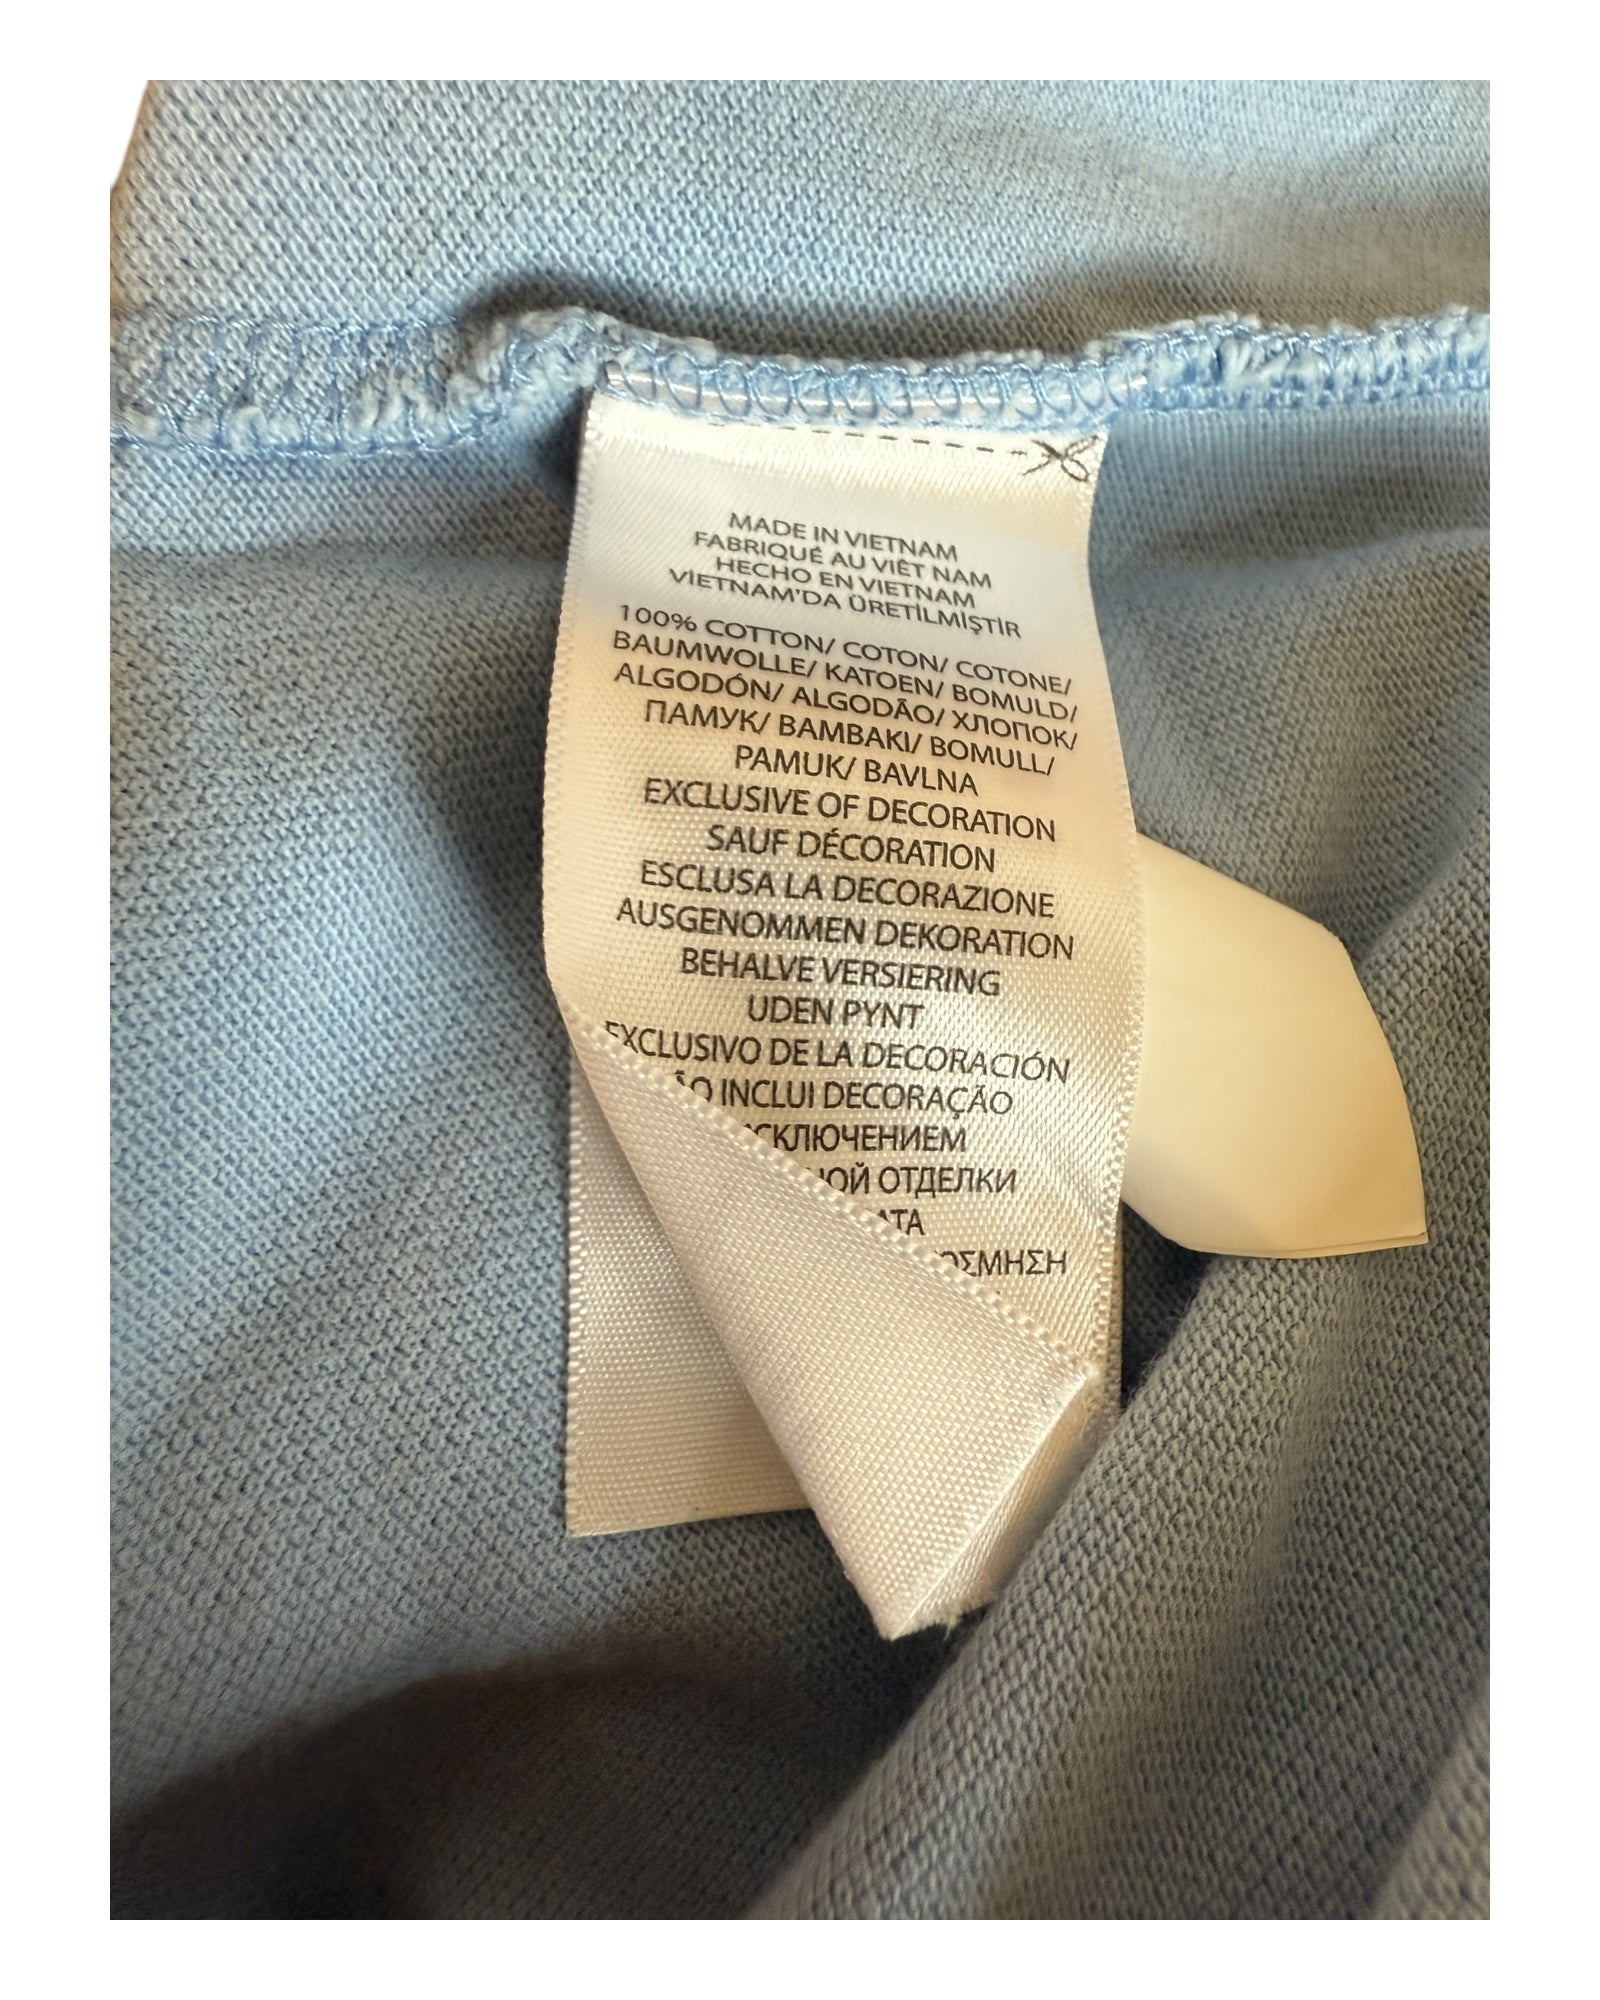 MADE IN VIETNAM
FABRIQUÉ AU VIÊT NAM
HECHO EN VIETNAM
VİETNAM'DA ÜRETİLMİŞTİR
100% COTTON/ COTON/ COTONE/
BAUMWOLLE/ KATOEN/ BOMULD/
ALGODÓN/ ALGODÃO/ ХЛОПОК/
ПАМУК/ BAMBAKI/ BOMULL/
PAMUK/ BAVLNA
EXCLUSIVE OF DECORATION
SAUF DÉCORATION
ESCLUSA LA DECORAZIONE
AUSGENOMMEN DEKORATION
BEHALVE VERSIERING
UDEN PYNT
EXCLUSIVO DE LA DECORACIÓN
INCLUI DECORAÇÃO
ОТДЕЛКИ